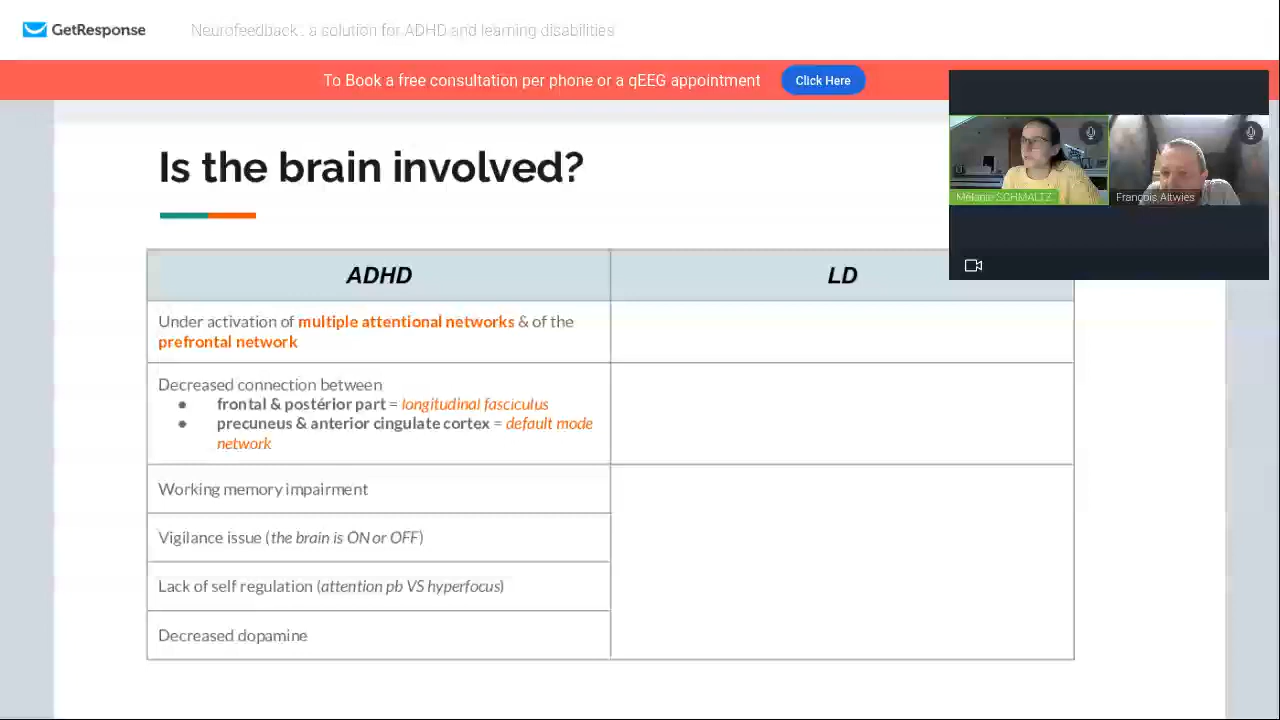 GetResponse
Neurofeedback : a solution for ADHD and learning disabilities
To Book a free consultation per phone or a qEEG appointment
Click Here
Mélanie SCHMALTZ
François Altwies
Is the brain involved?
ADHD
LD
Under activation of multiple attentional networks & of the
prefrontal network
Decreased connection between
● frontal & postérior part = longitudinal fasciculus
● precuneus & anterior cingulate cortex = default mode
network
Working memory impairment
Vigilance issue (the brain is ON or OFF)
Lack of self regulation (attention pb VS hyperfocus)
Decreased dopamine